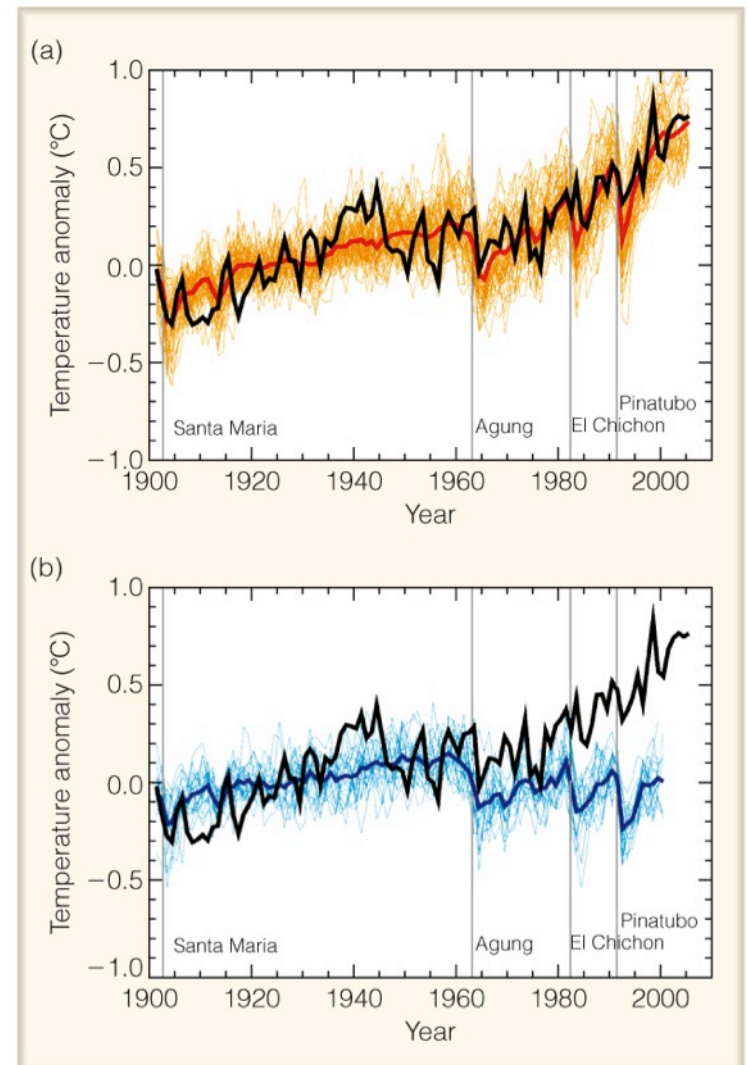 (a)
1.0
0.5
0.0
−0.5
−1.0
Temperature anomaly (°C)
Santa Maria
Agung
El Chichon
Pinatubo
1900 1920 1940 1960 1980 2000
Year
(b)
1.0
0.5
0.0
−0.5
−1.0
Temperature anomaly (°C)
Santa Maria
Agung
El Chichon
Pinatubo
1900 1920 1940 1960 1980 2000
Year